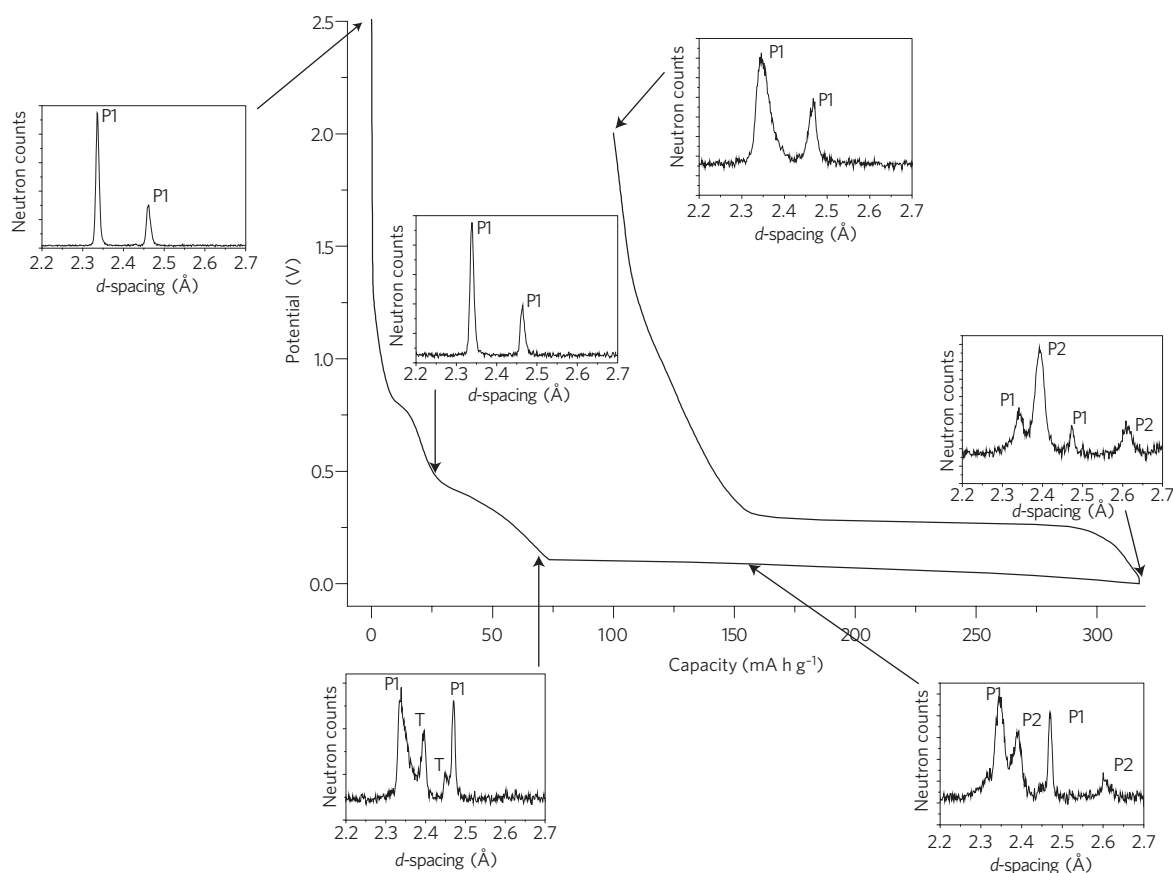 2.5
2.0
1.5
1.0
0.5
0.0
Potential (V)
0 50 100 150 200 250 300
Capacity (mA h g⁻¹)
P1
P1
Neutron counts
2.2 2.3 2.4 2.5 2.6 2.7
d-spacing (Å)
P1
P1
Neutron counts
2.2 2.3 2.4 2.5 2.6 2.7
d-spacing (Å)
P1
P1
Neutron counts
2.2 2.3 2.4 2.5 2.6 2.7
d-spacing (Å)
P2
P1
P1
P2
Neutron counts
2.2 2.3 2.4 2.5 2.6 2.7
d-spacing (Å)
P1
P1
T
T
Neutron counts
2.2 2.3 2.4 2.5 2.6 2.7
d-spacing (Å)
P1
P2
P1
P2
Neutron counts
2.2 2.3 2.4 2.5 2.6 2.7
d-spacing (Å)